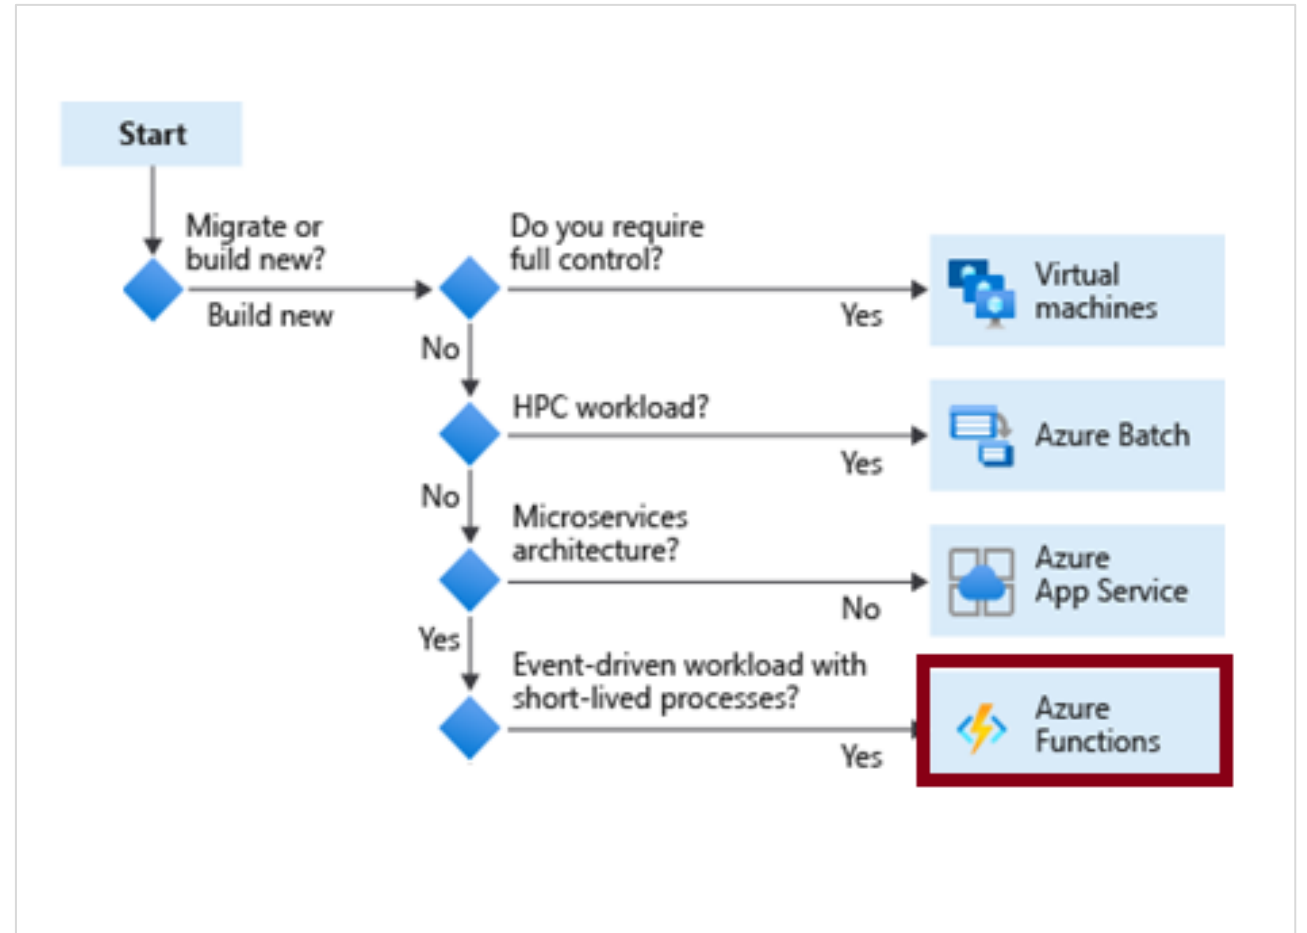 Start
Migrate or
build new?
Build new
Do you require
full control?
Yes
Virtual
machines
No
HPC workload?
Yes
Azure Batch
No
Microservices
architecture?
No
Azure
App Service
Yes
Event-driven workload with
short-lived processes?
Yes
Azure
Functions